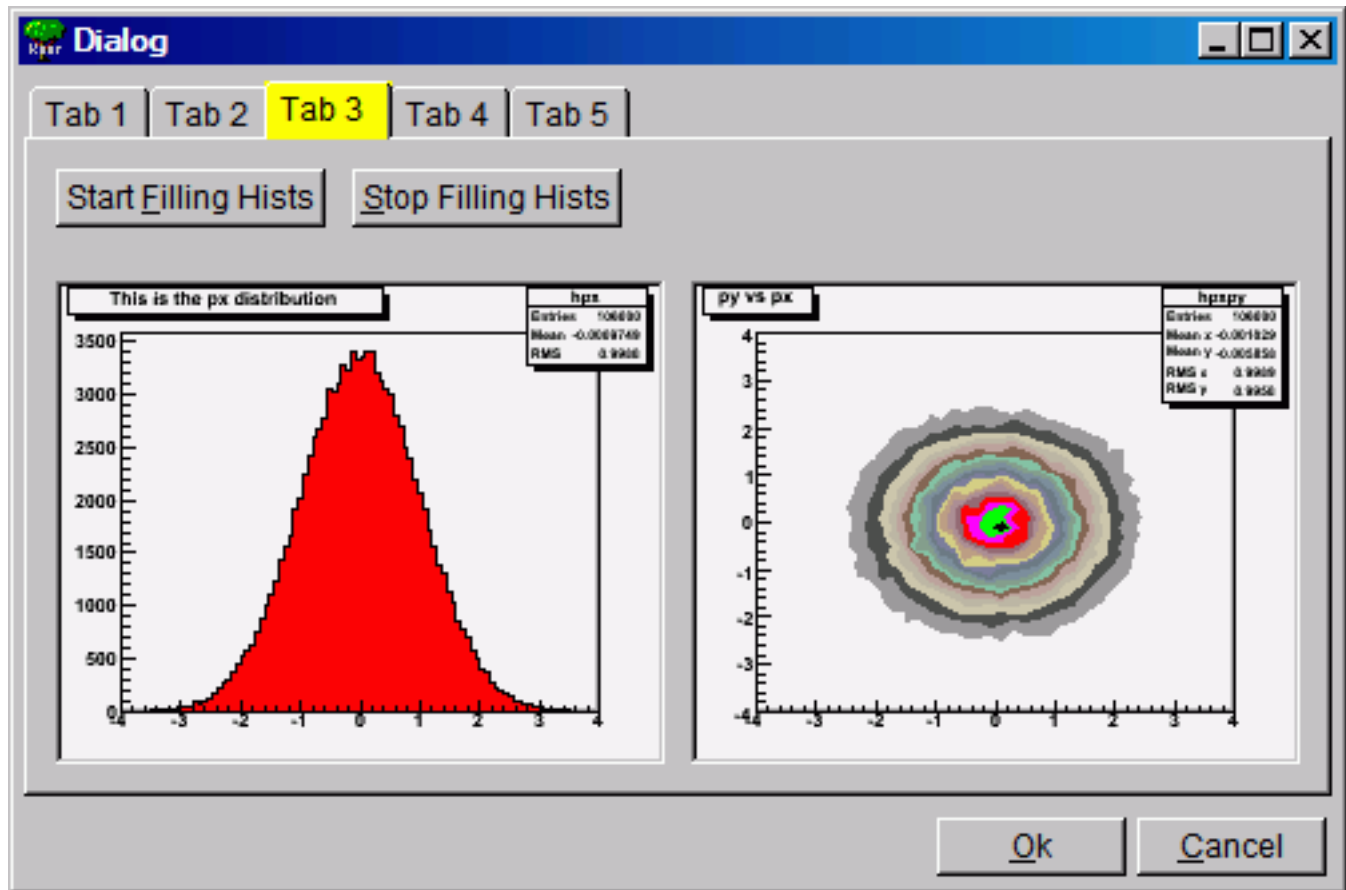 Dialog
Tab 1 Tab 2 Tab 3 Tab 4 Tab 5
Start Filling Hists Stop Filling Hists
This is the px distribution
hpx
Entries
Mean
RMS
3500
3000
2500
2000
1500
1000
500
0
-4 -3 -2 -1 0 1 2 3 4
py vs px
hpxpy
Entries
Mean x
Mean y
RMS x
RMS y
4
3
2
1
0
-1
-2
-3
-4
-4 -3 -2 -1 0 1 2 3 4
Ok Cancel